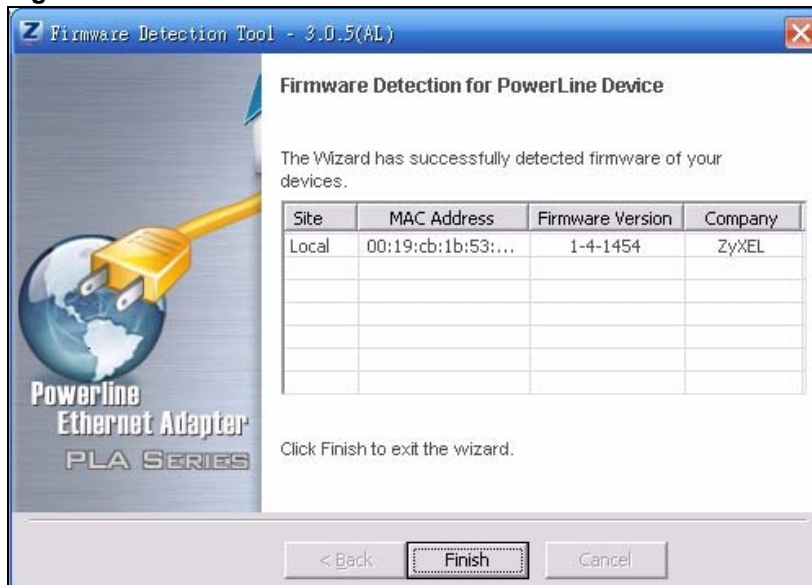 Z Firmware Detection Tool - 3.0.5(AL)
Firmware Detection for PowerLine Device
The Wizard has successfully detected firmware of your
devices.
Site MAC Address Firmware Version Company
Local 00:19:cb:1b:53:... 1-4-1454 ZyXEL
Powerline
Ethernet Adapter
PLA SERIES
Click Finish to exit the wizard.
< Back Finish Cancel